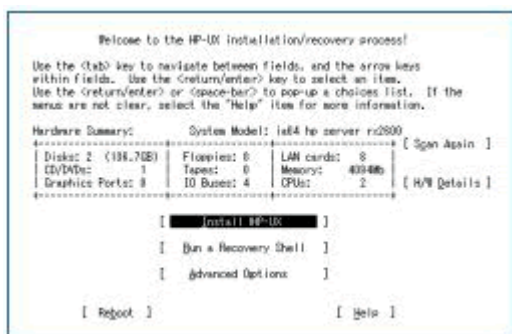 Welcome to the HP-UX installation/recovery process!
Use the <tab> key to navigate between fields, and the arrow keys
within fields. Use the <return/enter> key to select an item.
Use the <return/enter> or <space-bar> to pop-up a choices list. If the
menus are not clear, select the "Help" item for more information.
Hardware Summary: System Model: ia64 hp server rx2600
[ Scan Again ]
Disks: 2 (136.7GB) Floppies: 0 LAN cards: 8
CD/DVDs: 1 Tapes: 0 Memory: 4094Mb
Graphics Ports: 0 IO Buses: 4 CPUs: 2 [ H/W Details ]
[ Install HP-UX ]
[ Run a Recovery Shell ]
[ Advanced Options ]
[ Reboot ] [ Help ]